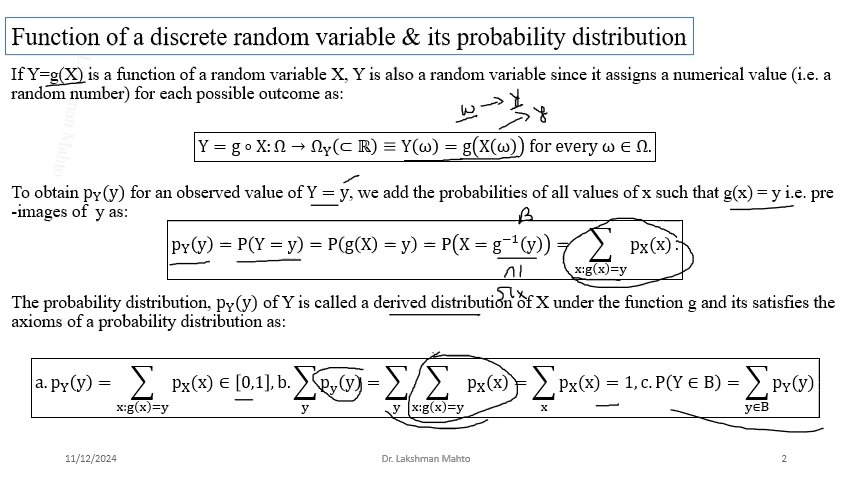 Function of a discrete random variable & its probability distribution
If Y=g(X) is a function of a random variable X, Y is also a random variable since it assigns a numerical value (i.e. a
random number) for each possible outcome as:
Y = g ∘ X: Ω → Ω_Y(⊂ ℝ) ≡ Y(ω) = g(X(ω)) for every ω ∈ Ω.
To obtain p_Y(y) for an observed value of Y = y, we add the probabilities of all values of x such that g(x) = y i.e. pre
-images of y as:
B
p_Y(y) = P(Y = y) = P(g(X) = y) = P(X = g⁻¹(y)) = ∑_{x:g(x)=y} p_X(x).
The probability distribution, p_Y(y) of Y is called a derived distribution of X under the function g and its satisfies the
axioms of a probability distribution as:
a. p_Y(y) = ∑_{x:g(x)=y} p_X(x) ∈ [0,1], b. ∑_y p_y(y) = ∑_y ∑_{x:g(x)=y} p_X(x) = ∑_x p_X(x) = 1, c. P(Y ∈ B) = ∑_{y∈B} p_Y(y)
11/12/2024 Dr. Lakshman Mahto 2